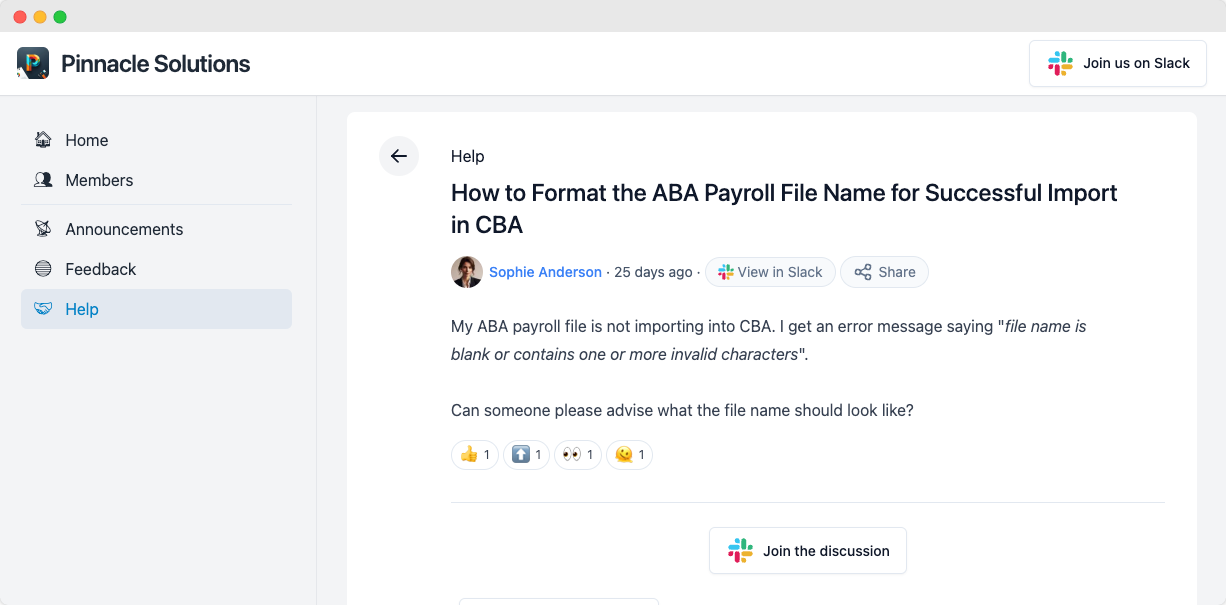 Pinnacle Solutions
Join us on Slack
Home
Members
Announcements
Feedback
Help
Help
How to Format the ABA Payroll File Name for Successful Import
in CBA
Sophie Anderson · 25 days ago · View in Slack Share
My ABA payroll file is not importing into CBA. I get an error message saying "file name is
blank or contains one or more invalid characters".
Can someone please advise what the file name should look like?
1 1 1 1
Join the discussion